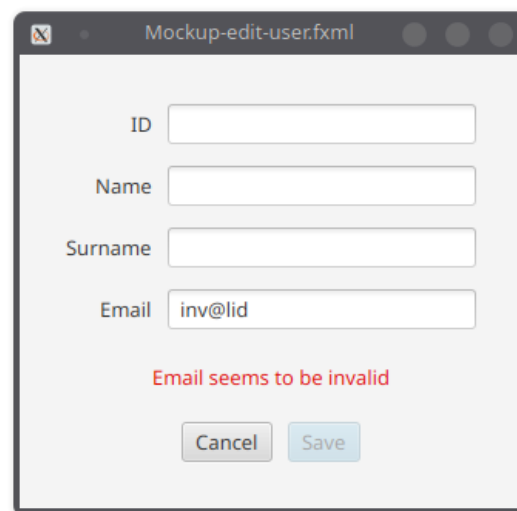 Mockup-edit-user.fxml
ID
Name
Surname
Email inv@lid
Email seems to be invalid
Cancel Save